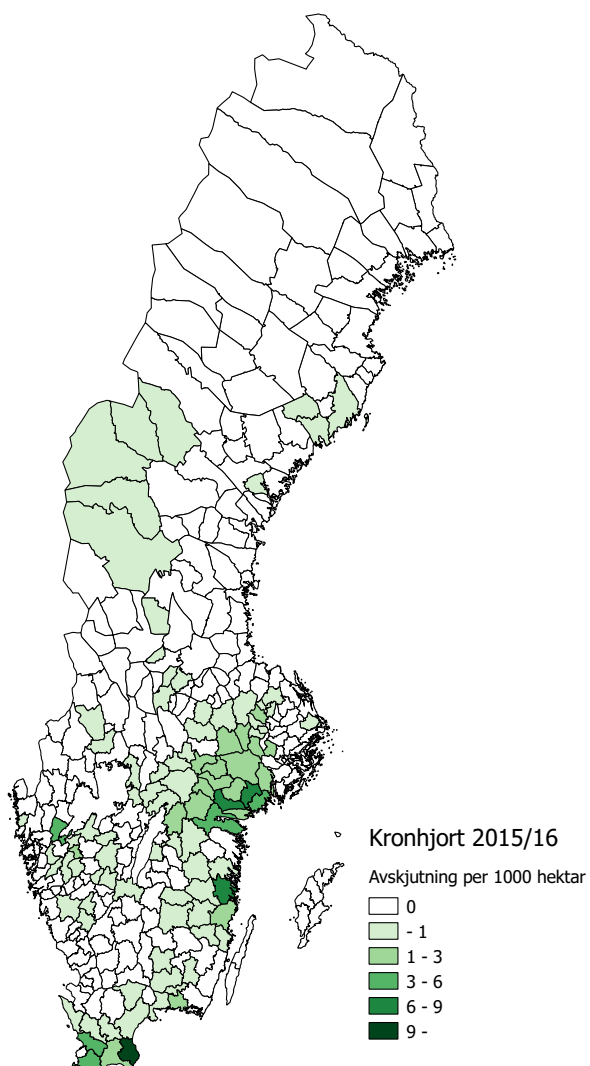 Kronhjort 2015/16
Avskjutning per 1000 hektar
0
- 1
1 - 3
3 - 6
6 - 9
9 -